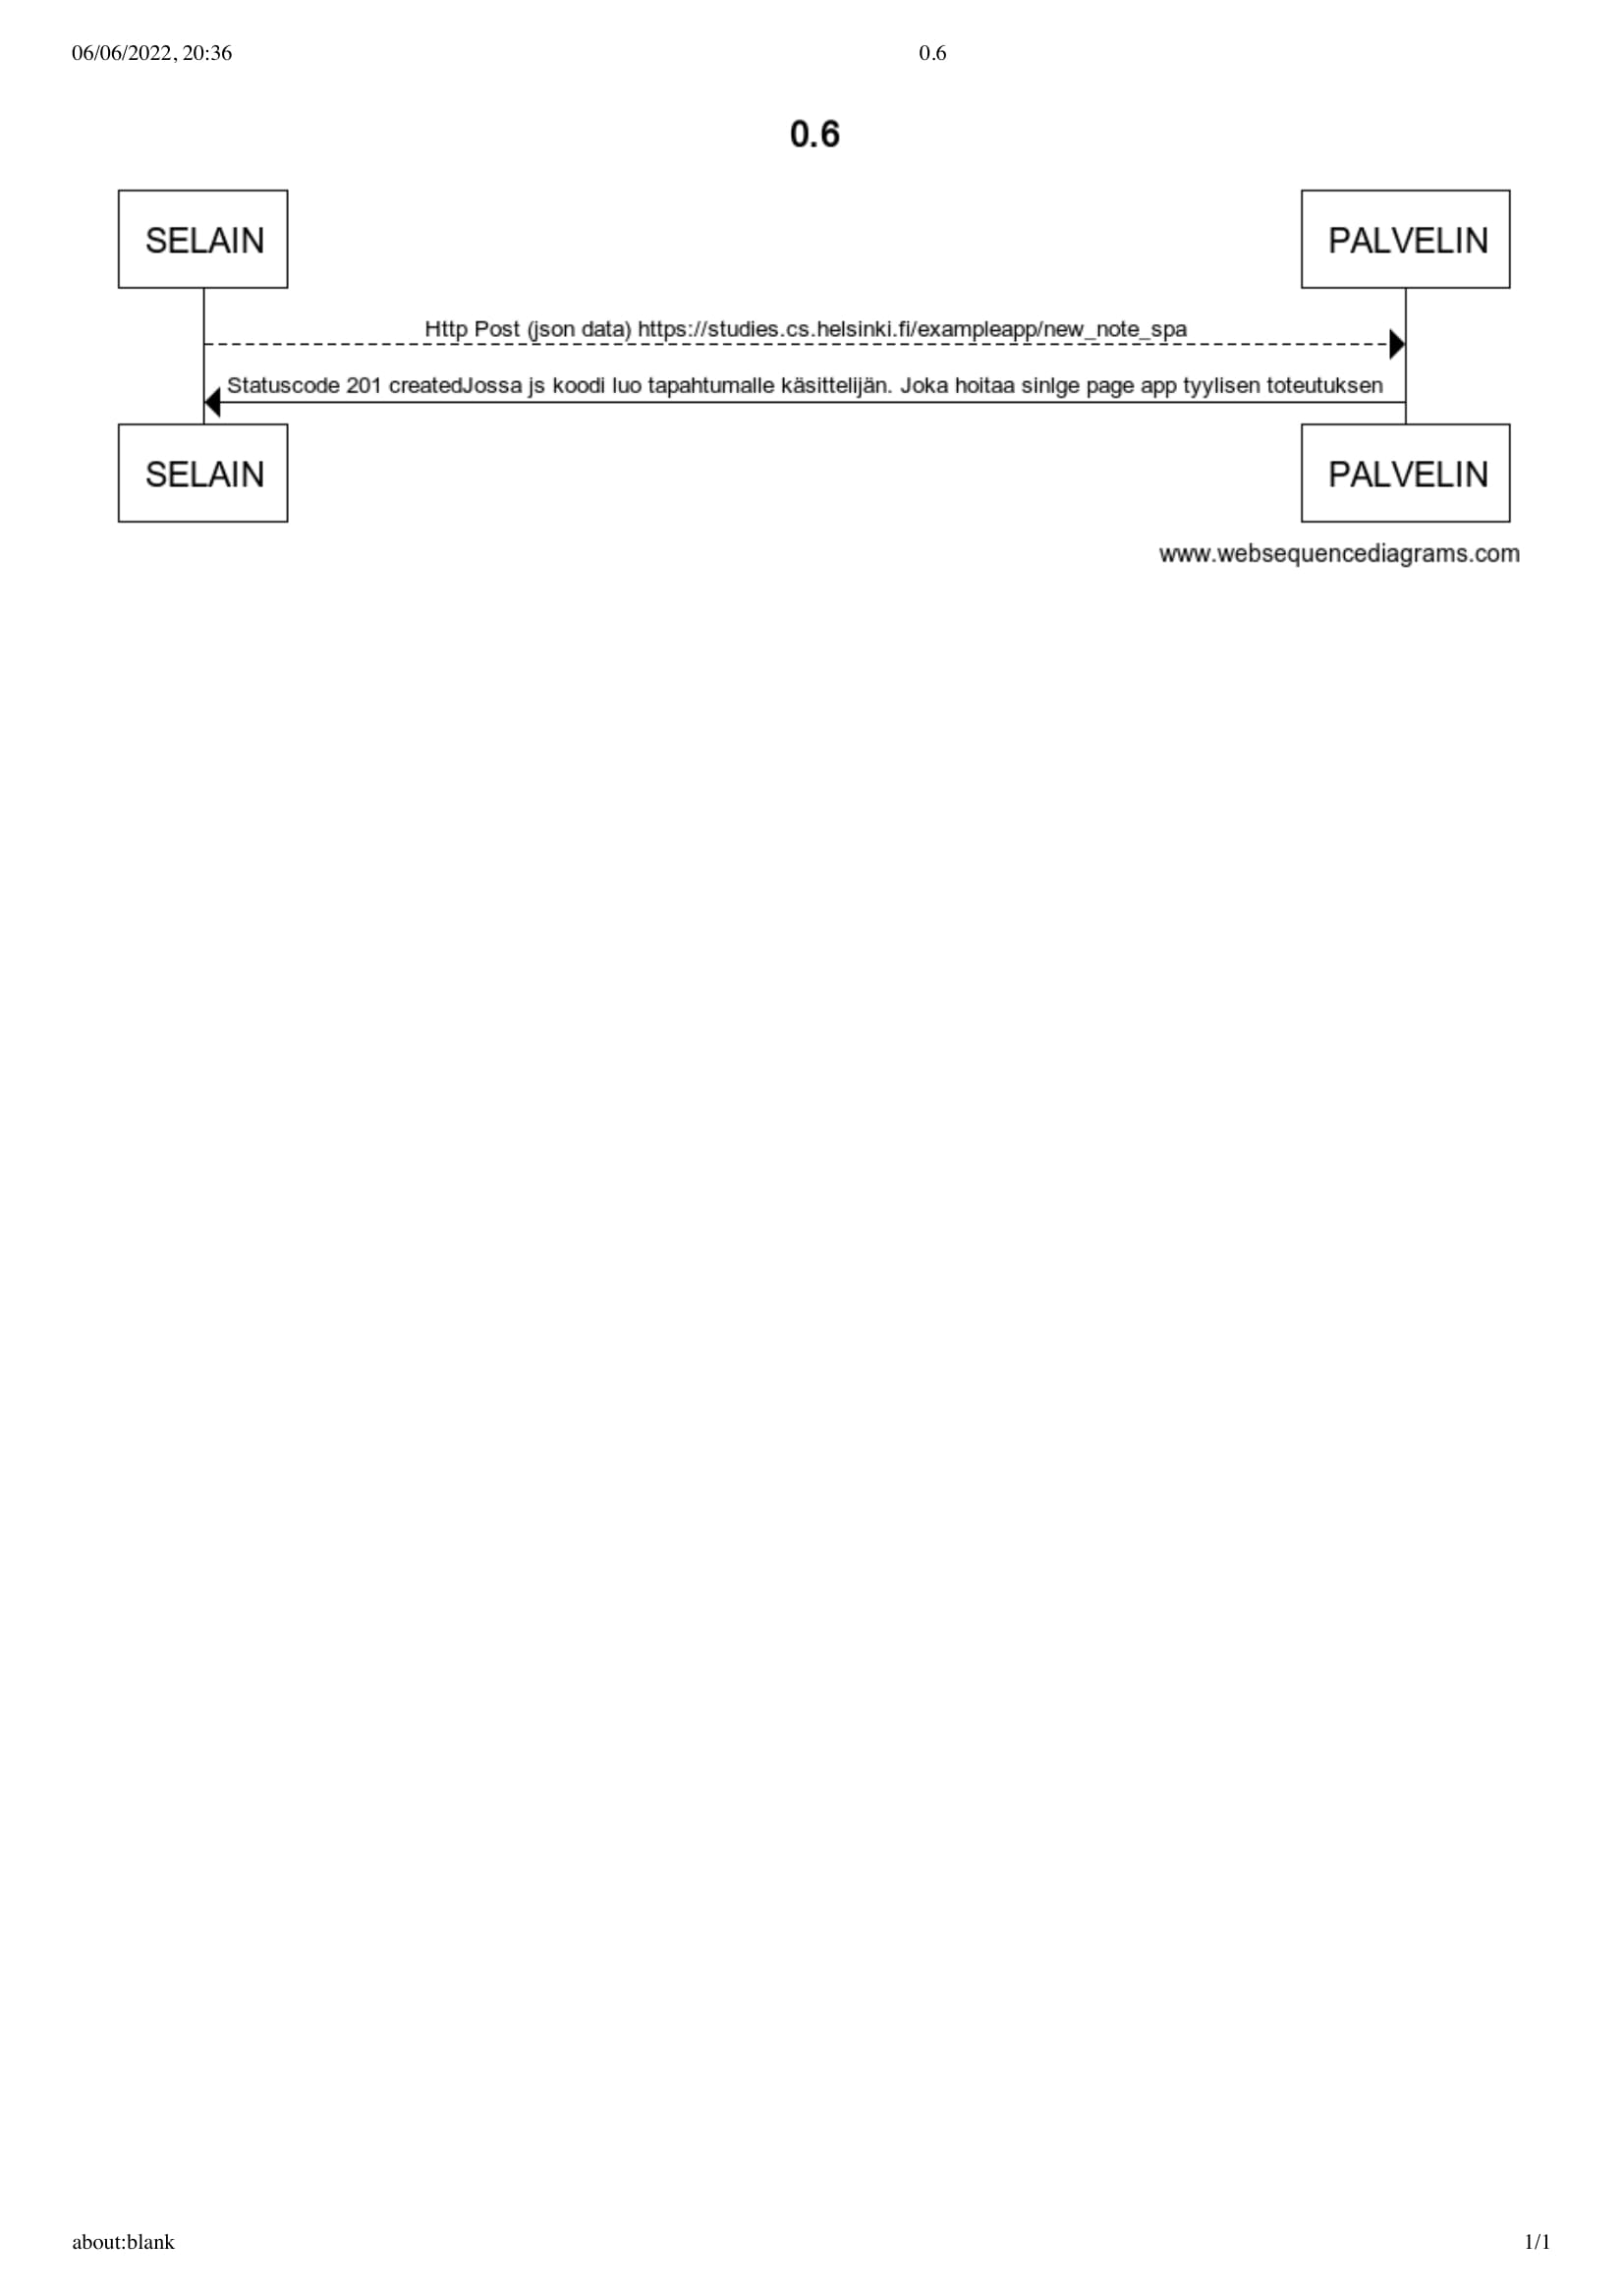 06/06/2022, 20:36 0.6
0.6
SELAIN PALVELIN
Http Post (json data) https://studies.cs.helsinki.fi/exampleapp/new_note_spa
Statuscode 201 createdJossa js koodi luo tapahtumalle käsittelijän. Joka hoitaa sinlge page app tyylisen toteutuksen
SELAIN PALVELIN
www.websequencediagrams.com
about:blank 1/1